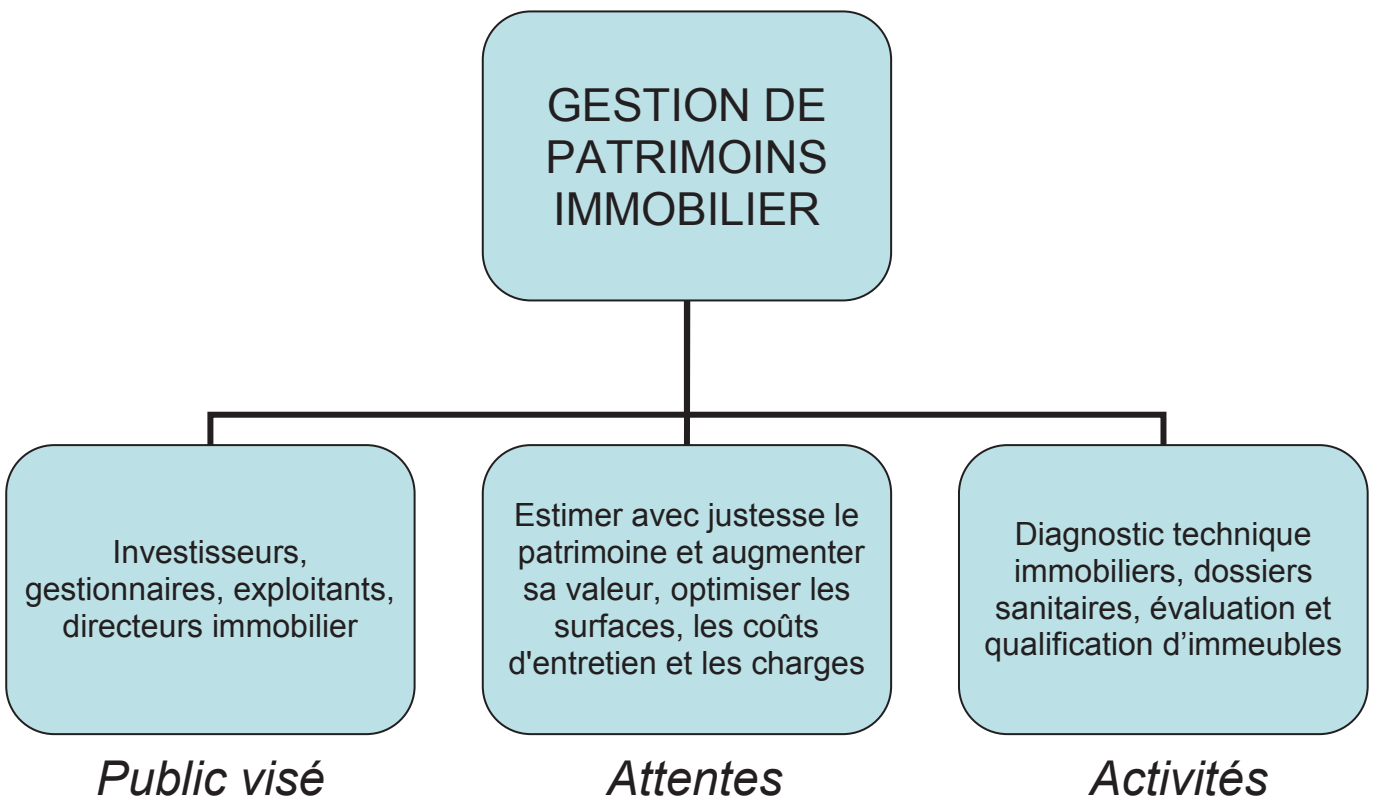 GESTION DE
PATRIMOINS
IMMOBILIER
Investisseurs,
gestionnaires, exploitants,
directeurs immobilier
Estimer avec justesse le
patrimoine et augmenter
sa valeur, optimiser les
surfaces, les coûts
d'entretien et les charges
Diagnostic technique
immobiliers, dossiers
sanitaires, évaluation et
qualification d’immeubles
Public visé
Attentes
Activités